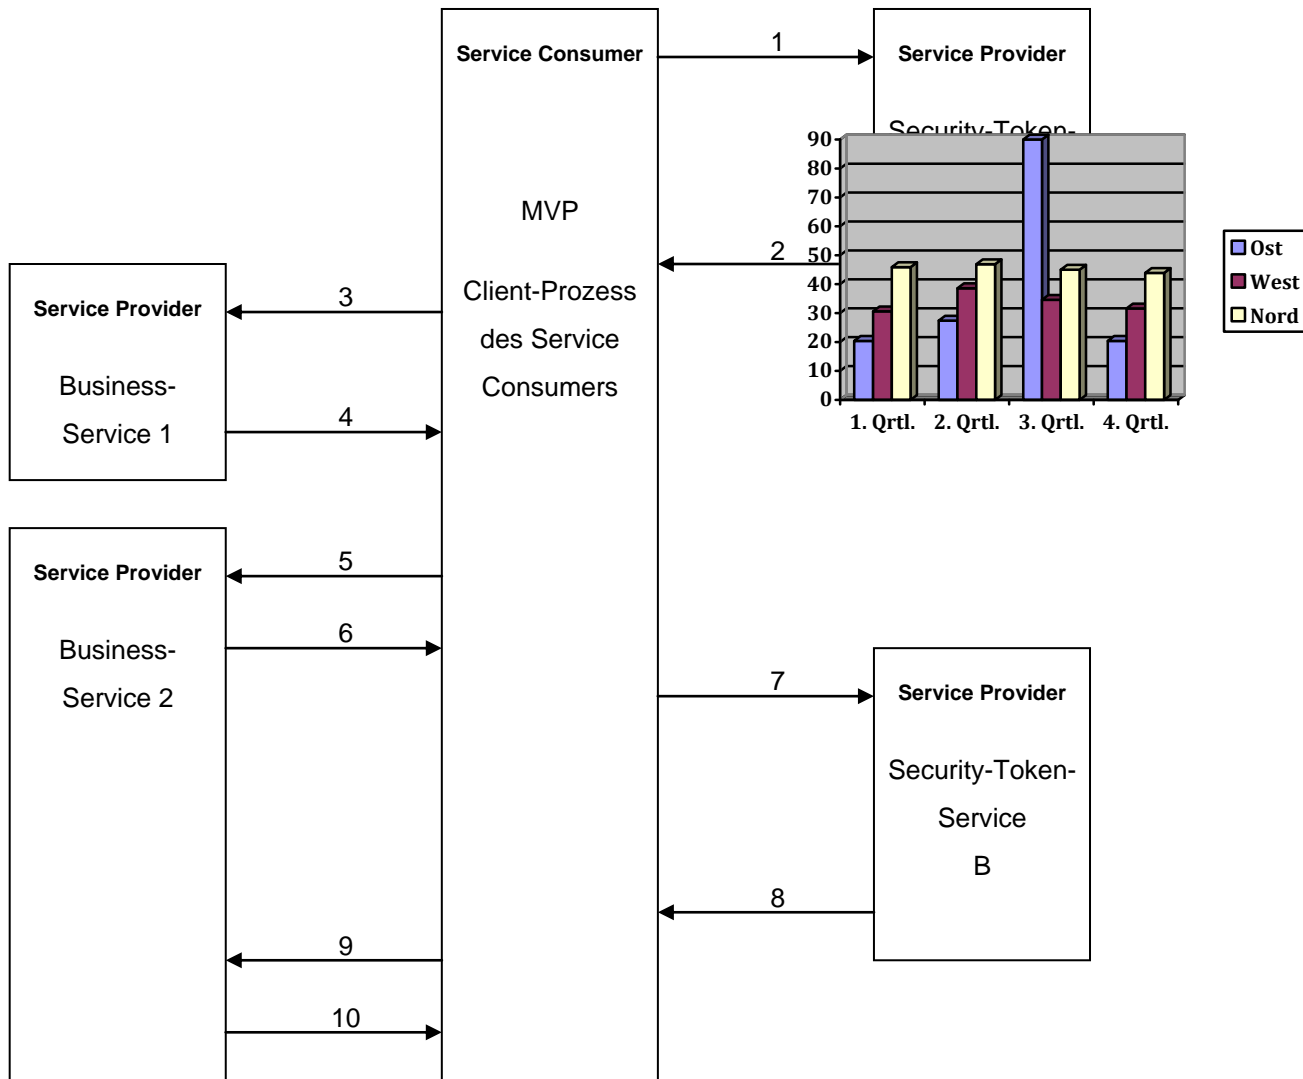 Service Consumer
MVP
Client-Prozess
des Service
Consumers
1
Service Provider
Security-Token-
2
90
80
70
60
50
40
30
20
10
0
1. Qrtl.
2. Qrtl.
3. Qrtl.
4. Qrtl.
Ost
West
Nord
3
Service Provider
Business-
Service 1
4
5
Service Provider
Business-
Service 2
6
7
Service Provider
Security-Token-
Service
B
8
9
10